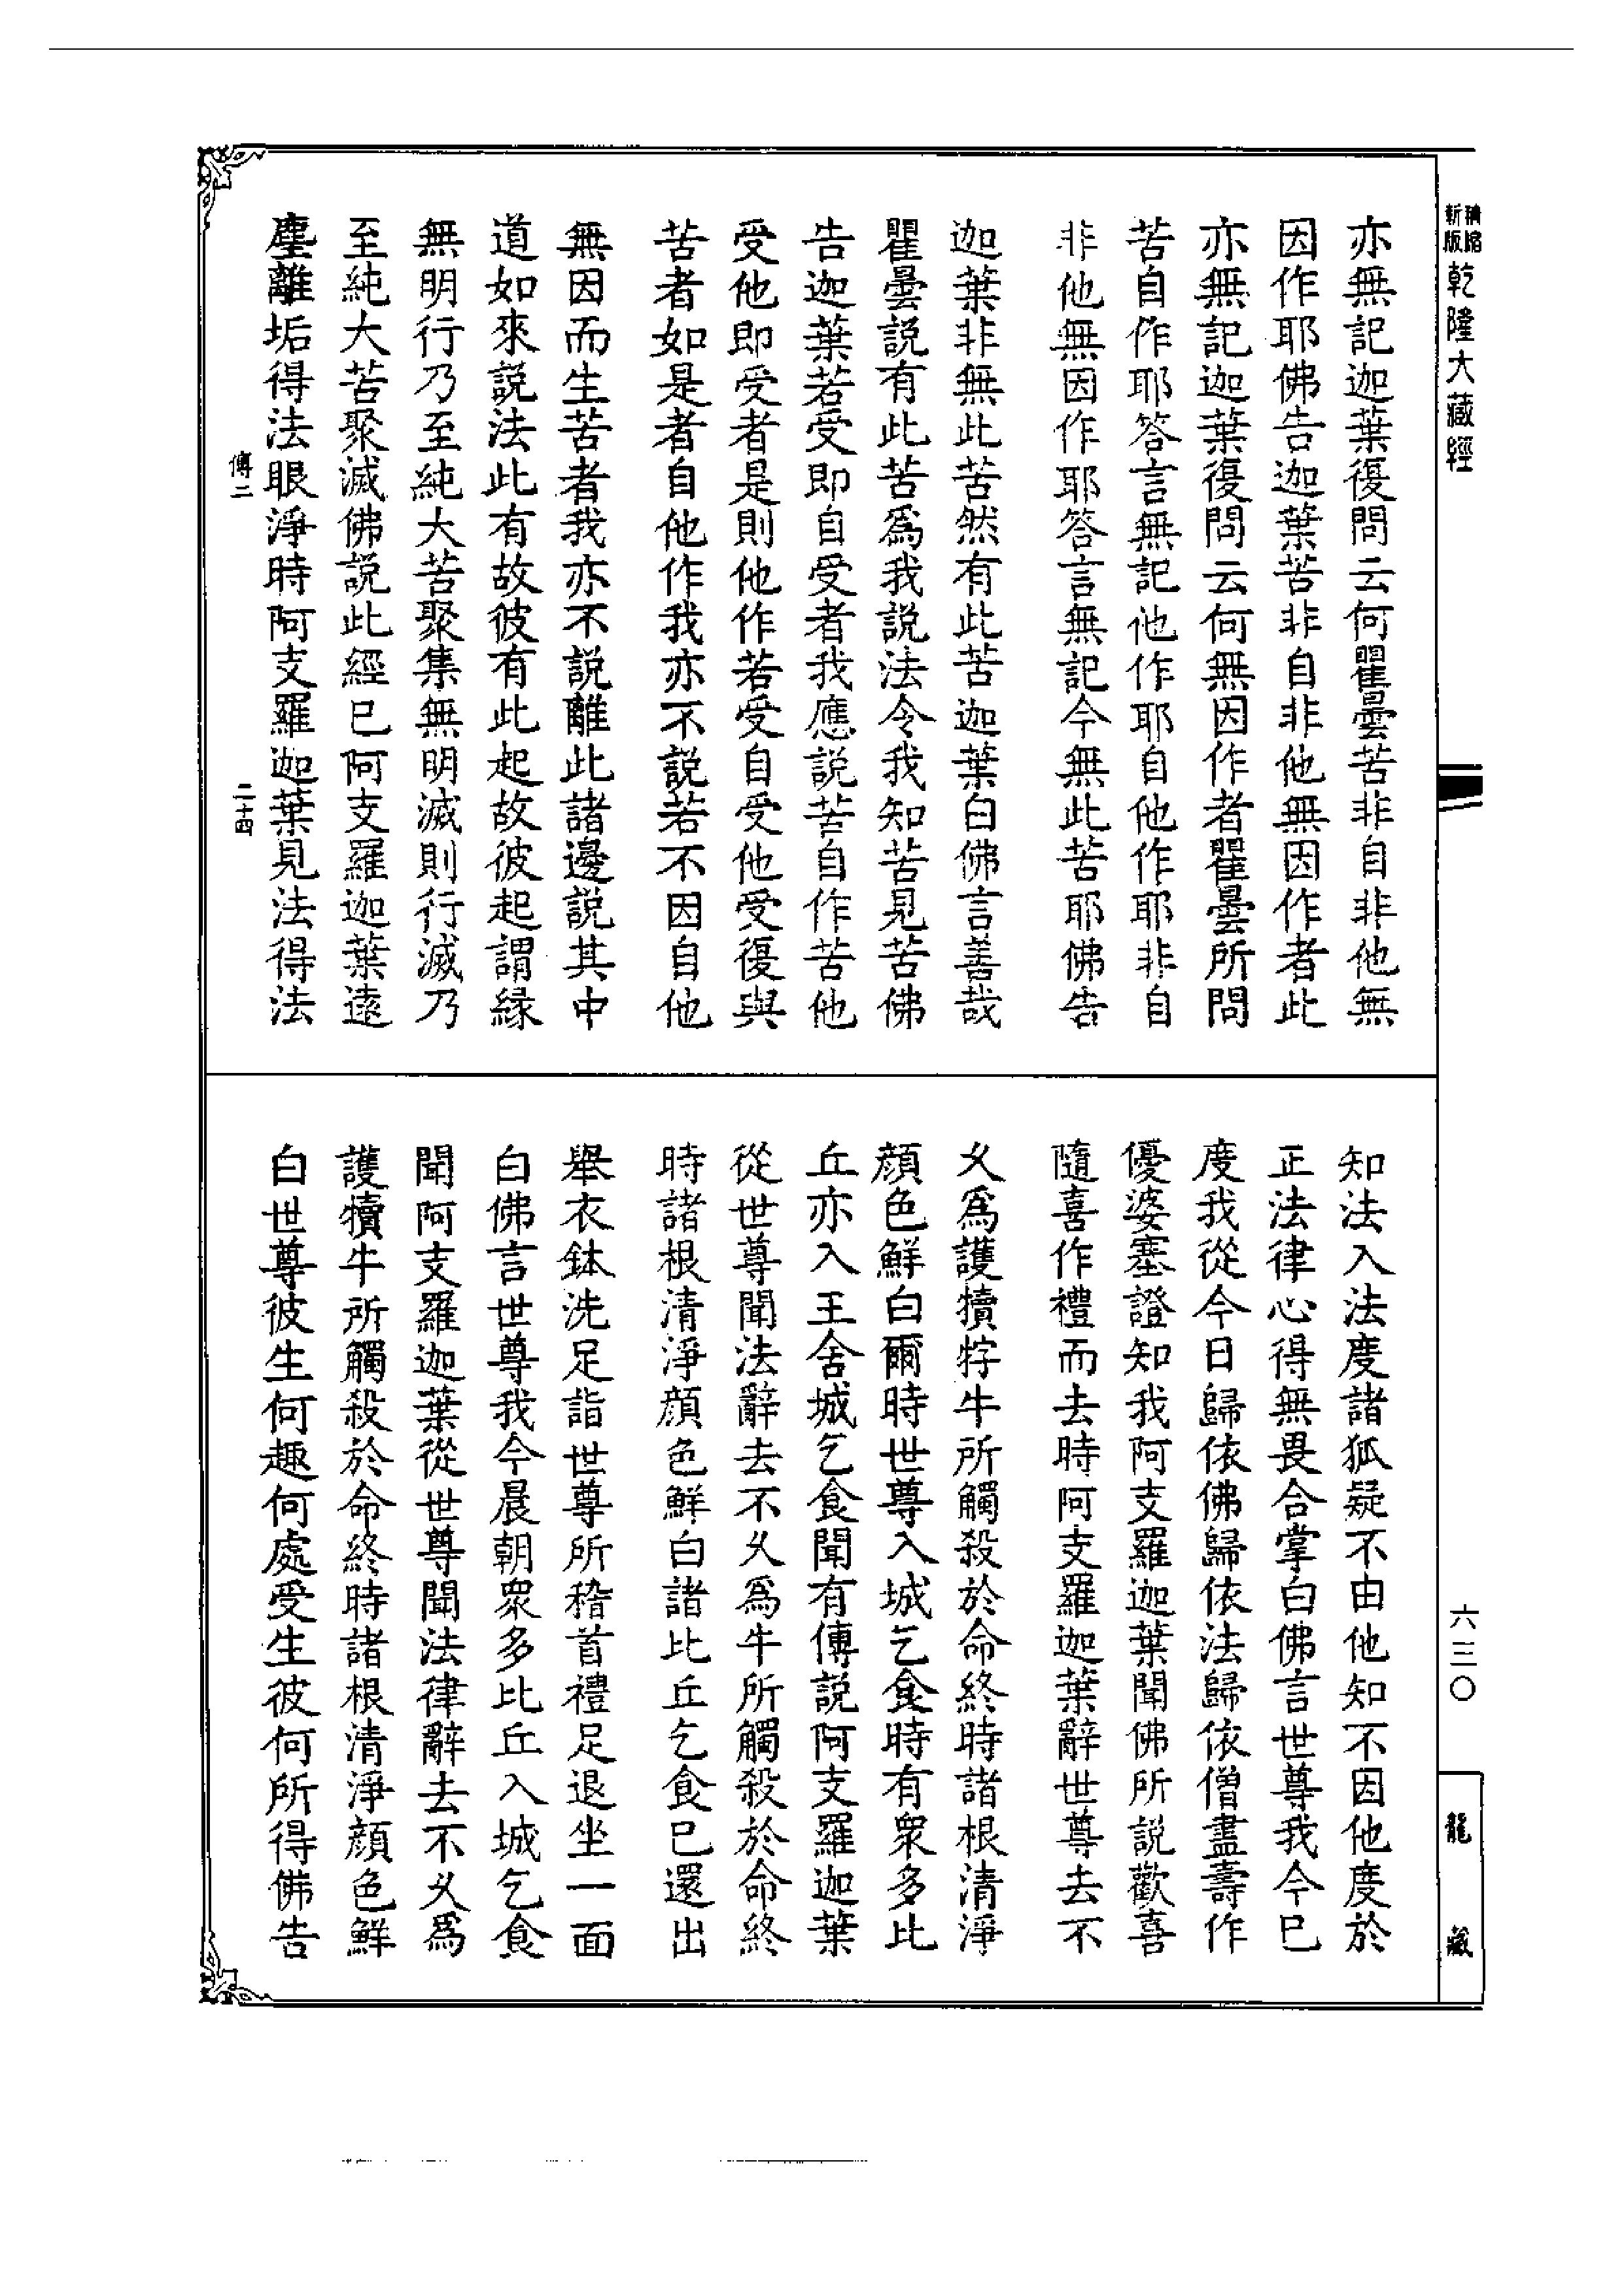 新版
精縮
乾隆大藏經
亦無記迦葉復問云何瞿曇苦非自非他無
因作耶佛告迦葉苦非自非他無因作者此
亦無記迦葉復問云何無因作者瞿曇所問
苦自作耶答言無記他作耶自他作耶非自
非他無因作耶答言無記今無此苦耶佛告
迦葉非無此苦然有此苦迦葉白佛言善哉
瞿曇說有此苦爲我說法令我知苦見苦佛
告迦葉若受即自受者我應說苦自作苦他
受他即受者是則他作若受自受他受復與
苦者如是者自他作我亦不說若不因自他
無因而生苦者我亦不說離此諸邊說其中
道如來說法此有故彼有此起故彼起謂緣
無明行乃至純大苦聚集無明滅則行滅乃
至純大苦聚滅佛說此經已阿支羅迦葉遠
塵離垢得法眼淨時阿支羅迦葉見法得法
傅二
二十四
知法入法度諸狐疑不由他知不因他度於
正法律心得無畏合掌白佛言世尊我今已
度我從今日歸依佛歸依法歸依僧盡壽作
優婆塞證知我阿支羅迦葉聞佛所說歡喜
隨喜作禮而去時阿支羅迦葉辭世尊去不
久爲護犢牸牛所觸殺於命終時諸根清淨
顏色鮮白爾時世尊入城乞食時有眾多比
丘亦入王舍城乞食聞有傳說阿支羅迦葉
從世尊聞法辭去不久爲牛所觸殺於命終
時諸根清淨顏色鮮白諸比丘乞食已還出
舉衣鉢洗足詣世尊所稽首禮足退坐一面
白佛言世尊我今晨朝眾多比丘入城乞食
聞阿支羅迦葉從世尊聞法律辭去不久爲
護犢牛所觸殺於命終時諸根清淨顏色鮮
白世尊彼生何趣何處受生彼何所得佛告
六三〇
龍藏